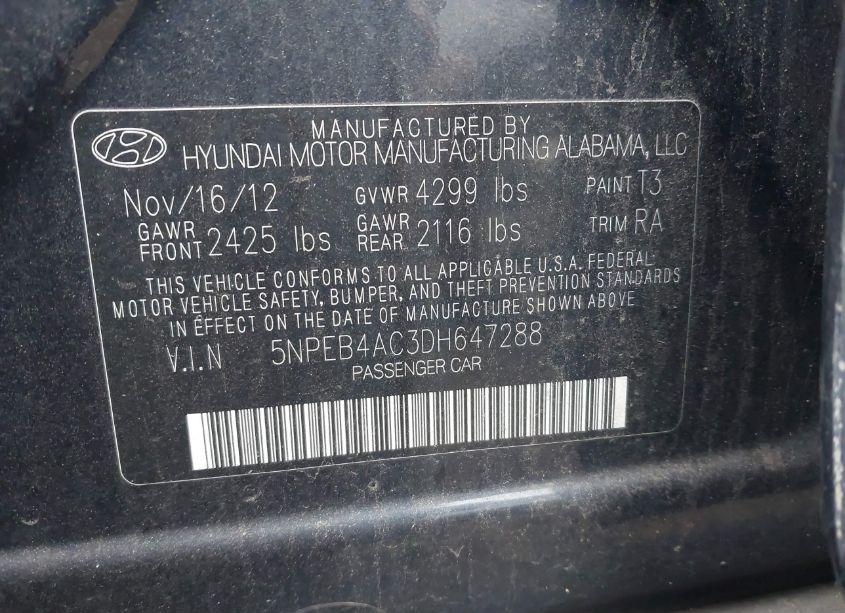 MANUFACTURED BY
HYUNDAI MOTOR MANUFACTURING ALABAMA, LLC
Nov/16/12 GVWR 4299 lbs PAINT T3
GAWR FRONT 2425 lbs GAWR REAR 2116 lbs TRIM RA
THIS VEHICLE CONFORMS TO ALL APPLICABLE U.S.A. FEDERAL
MOTOR VEHICLE SAFETY, BUMPER, AND THEFT PREVENTION STANDARDS
IN EFFECT ON THE DATE OF MANUFACTURE SHOWN ABOVE
V.I.N 5NPEB4AC3DH647288
PASSENGER CAR